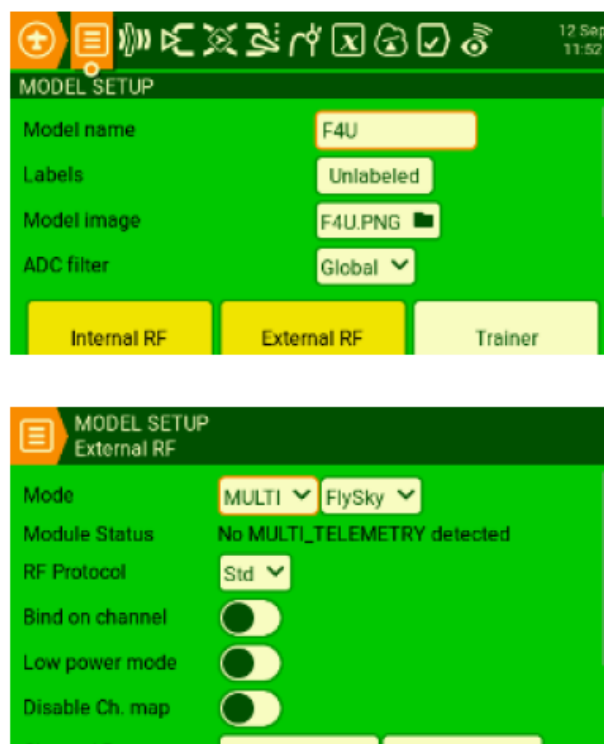 12 Sep
11:52
MODEL SETUP
Model name F4U
Labels Unlabeled
Model image F4U.PNG
ADC filter Global
Internal RF External RF Trainer
MODEL SETUP
External RF
Mode MULTI FlySky
Module Status No MULTI_TELEMETRY detected
RF Protocol Std
Bind on channel
Low power mode
Disable Ch. map